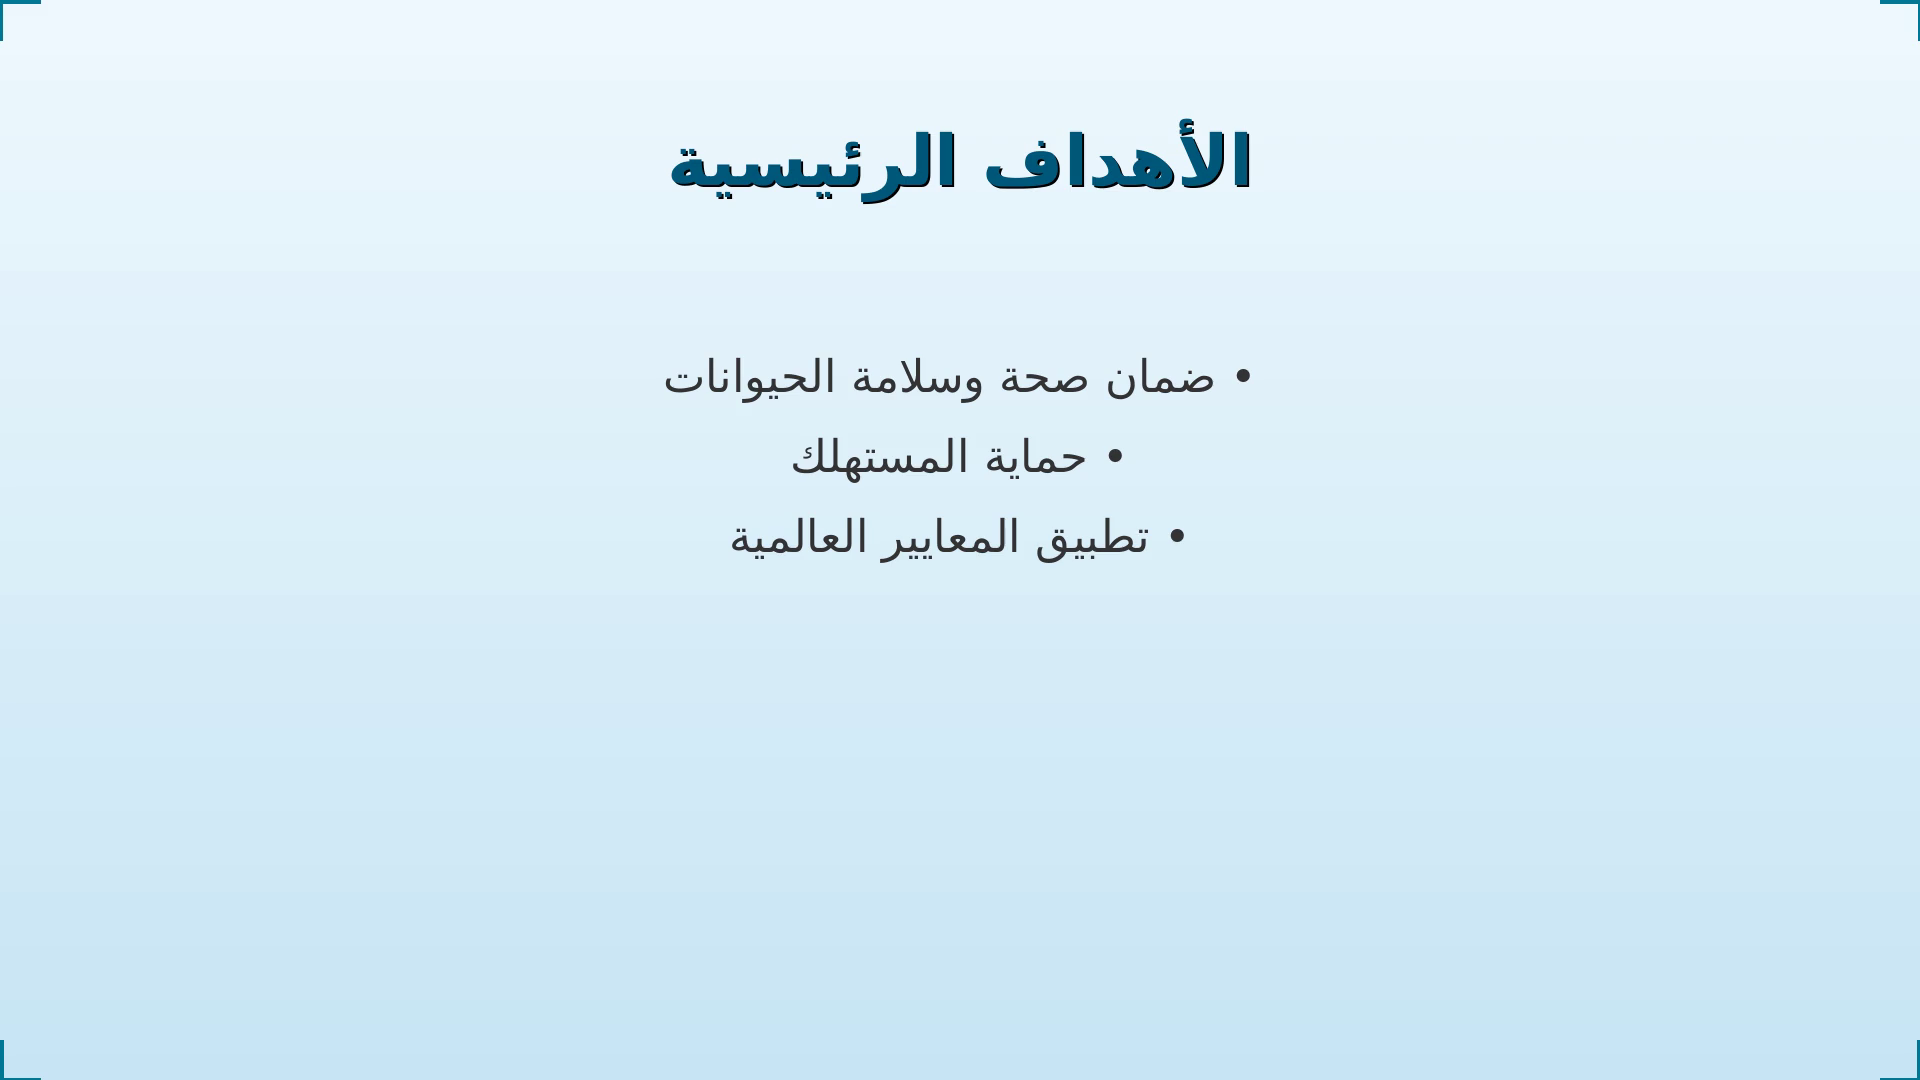 الأهداف الرئيسية
• ضمان صحة وسلامة الحيوانات
• حماية المستهلك
• تطبيق المعايير العالمية